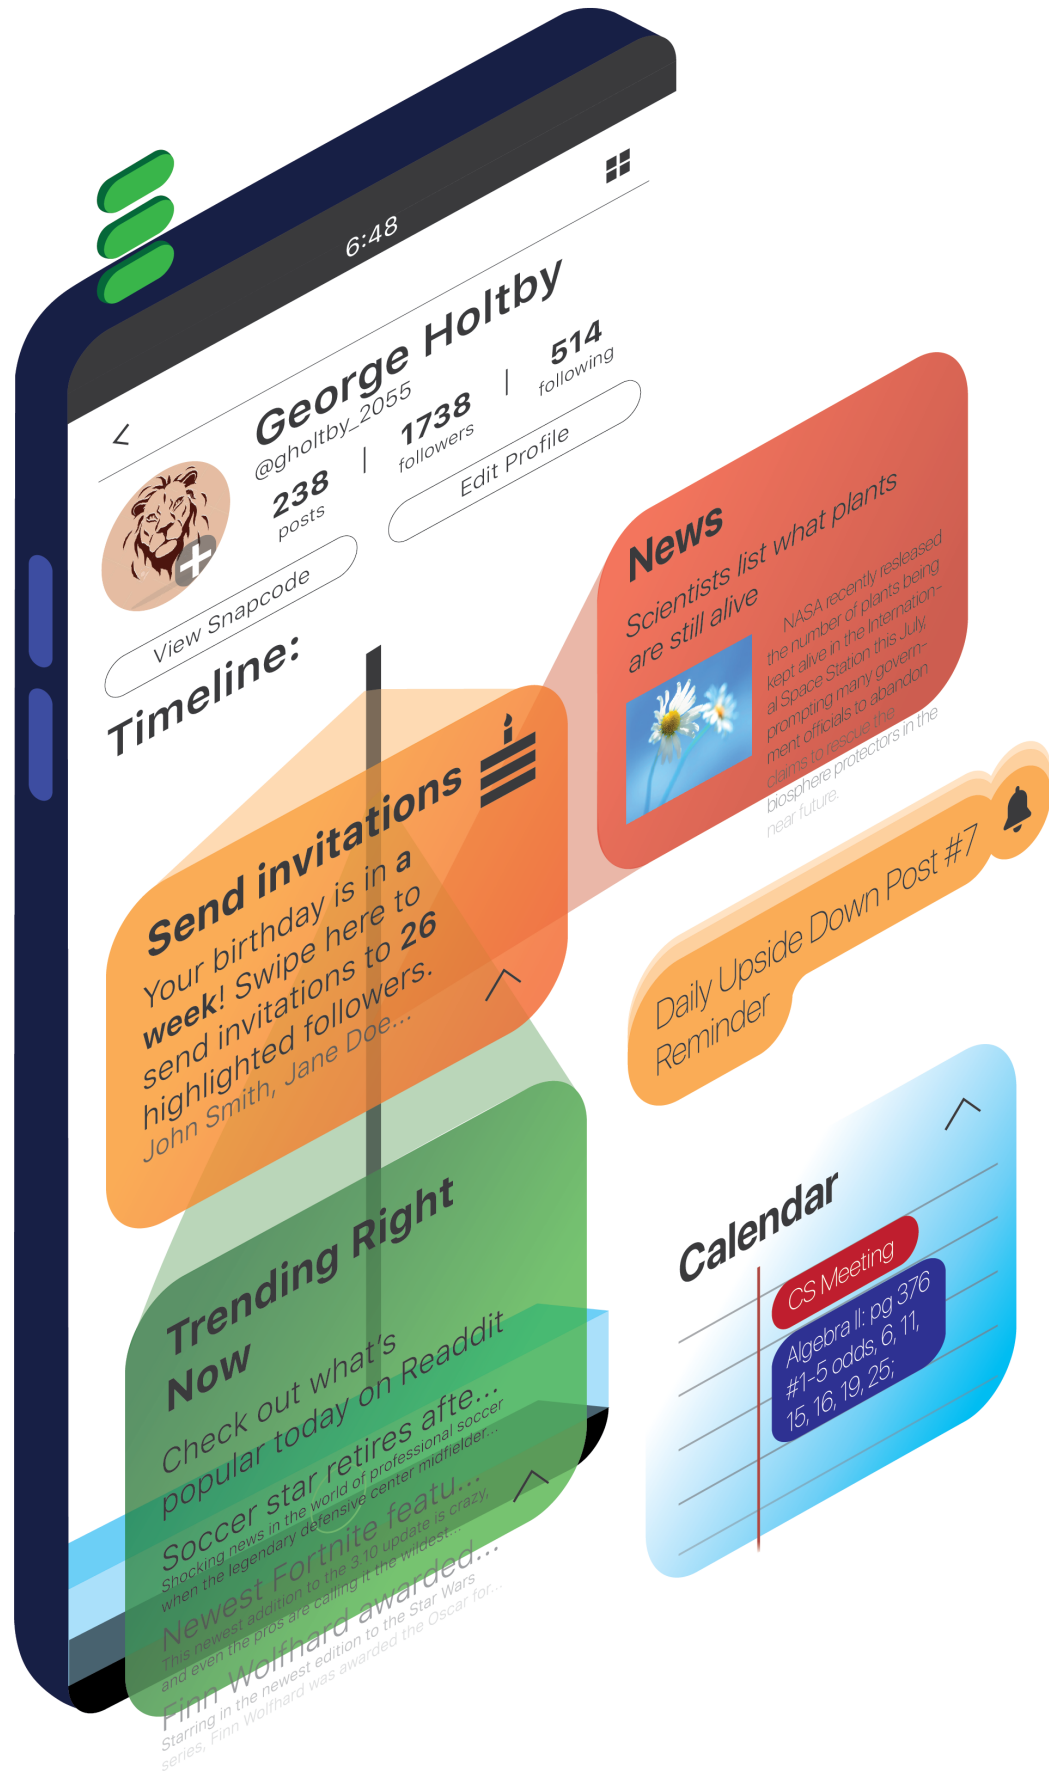 6:48
George Holtby
@gholtby_2055
238
posts
1738
followers
514
following
View Snapcode
Edit Profile
Timeline:
News
Scientists list what plants
are still alive
NASA recently resleased
the number of plants being
kept alive in the Internation-
al Space Station this July,
prompting many govern-
ment officials to abandon
claims to rescue the
biosphere protectors in the
near future.
Send invitations
Your birthday is in a
week! Swipe here to
send invitations to 26
highlighted followers.
John Smith, Jane Doe...
Daily Upside Down Post #7
Reminder
Trending Right
Now
Check out what's
popular today on Readdit
Soccer star retires afte...
Shocking news in the world of professional soccer
when the legendary defensive center midfielder...
Newest Fortnite featu...
This newest addition to the 3.10 update is crazy,
and even the pros are calling it the wildest...
Finn Wolfhard awarded...
Starring in the newest edition to the Star Wars
series, Finn Wolfhard was awarded the Oscar for...
Calendar
CS Meeting
Algebra II: pg 376
#1-5 odds, 6, 11,
15, 16, 19, 25;